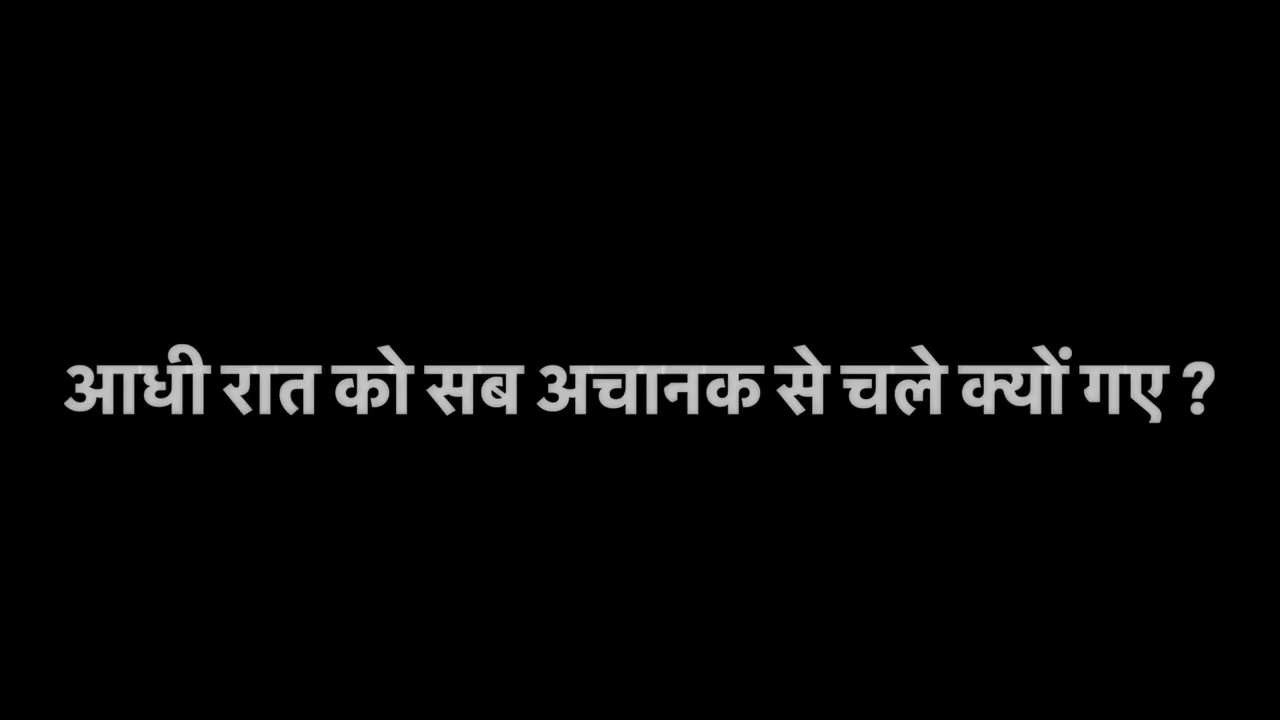 आधी रात को सब अचानक से चले क्यों गए ?